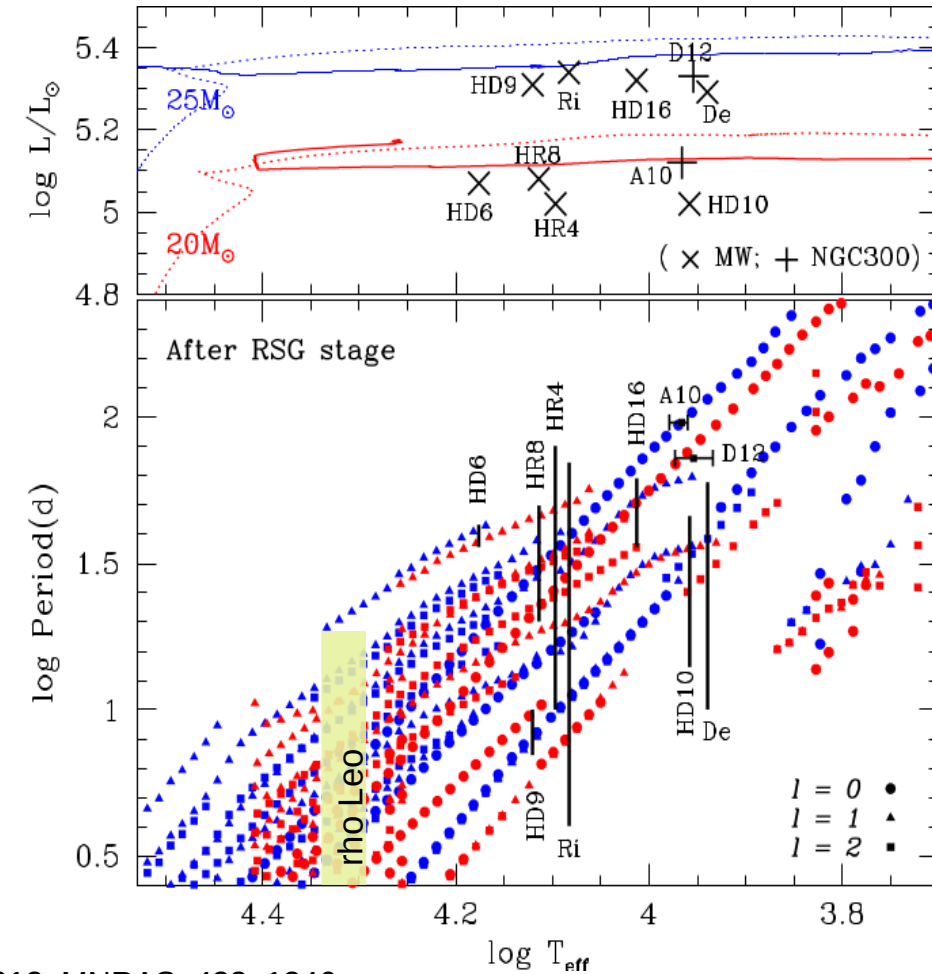 5.4
5.2
5
4.8
log L/L☉
25M☉
20M☉
HD9
Ri
HD16
D12
De
HR8
HD6
HR4
A10
HD10
( × MW; + NGC300)
After RSG stage
log Period(d)
2
1.5
1
0.5
HD6
HR8
HR4
HD16
A10
D12
rho Leo
HD9
Ri
HD10
De
l = 0 ●
l = 1 ▲
l = 2 ■
4.4
4.2
4
3.8
log Teff